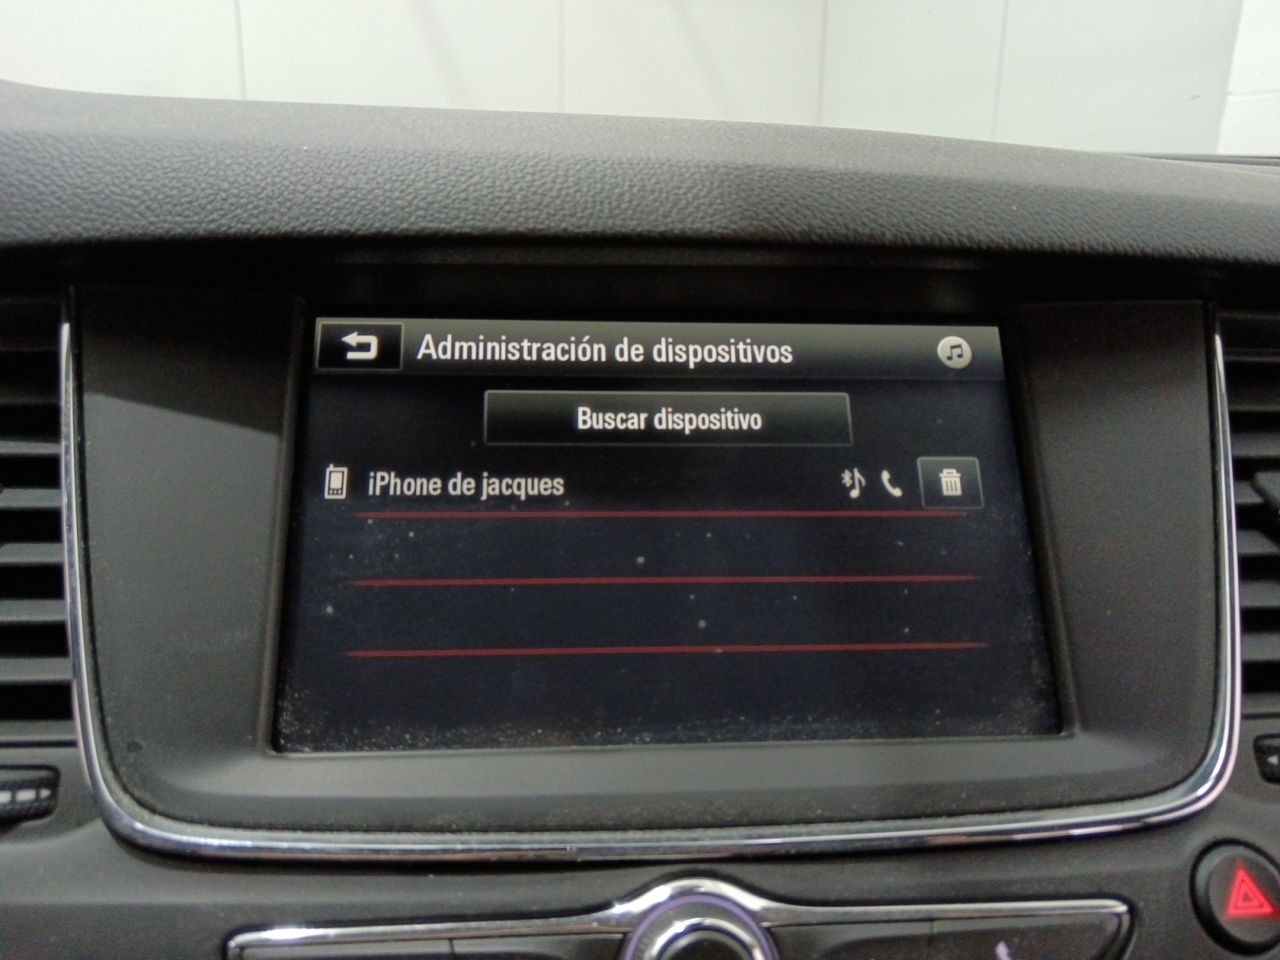 Administración de dispositivos
Buscar dispositivo
iPhone de jacques